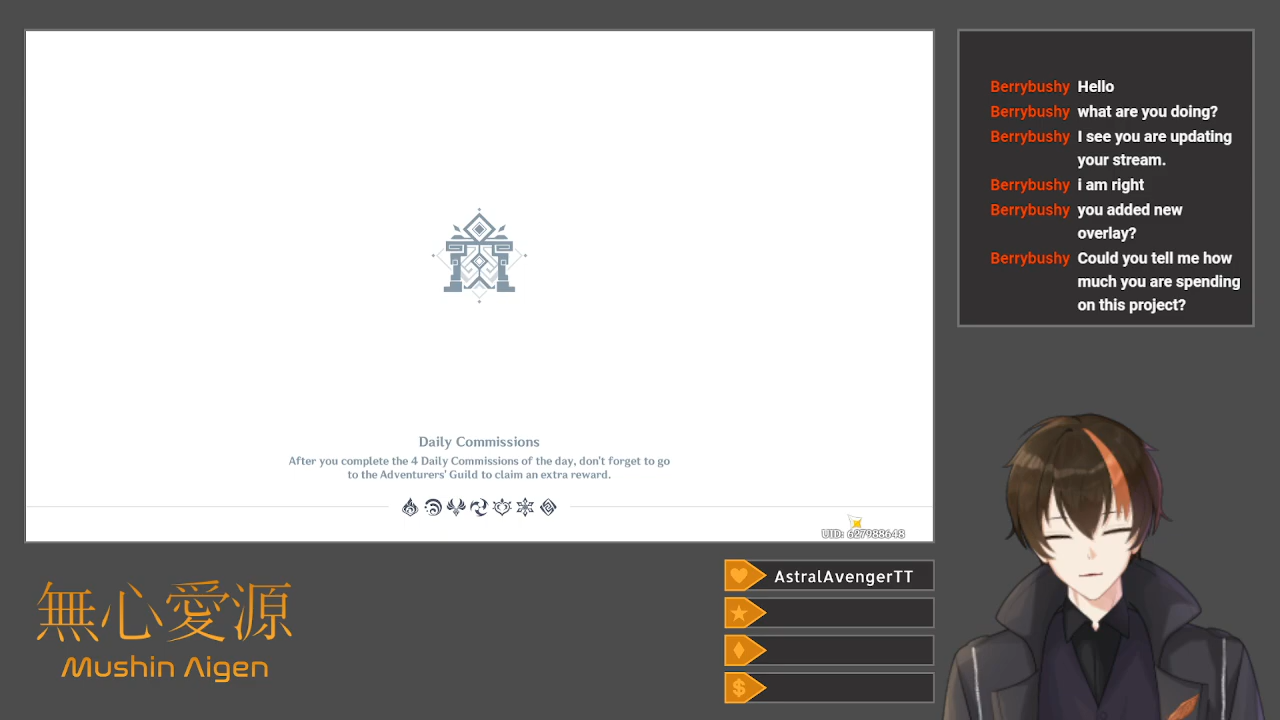 Berrybushy Hello
Berrybushy what are you doing?
Berrybushy I see you are updating
your stream.
Berrybushy i am right
Berrybushy you added new
overlay?
Berrybushy Could you tell me how
much you are spending
on this project?
Daily Commissions
After you complete the 4 Daily Commissions of the day, don't forget to go
to the Adventurers' Guild to claim an extra reward.
UID: 627988648
AstralAvengerTT
無心愛源
Mushin Aigen